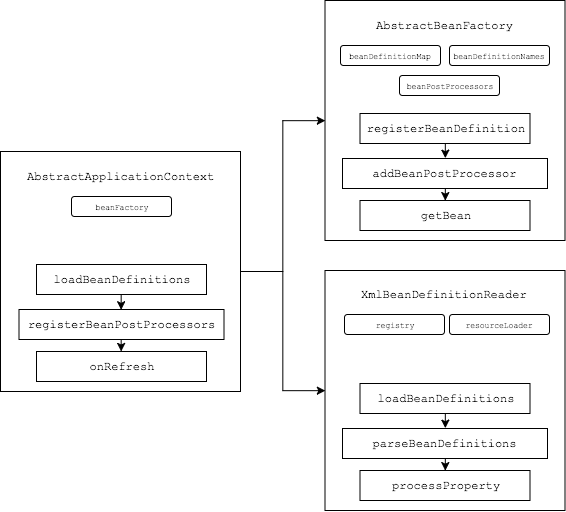 AbstractApplicationContext
beanFactory
loadBeanDefinitions
registerBeanPostProcessors
onRefresh
AbstractBeanFactory
beanDefinitionMap
beanDefinitionNames
beanPostProcessors
registerBeanDefinition
addBeanPostProcessor
getBean
XmlBeanDefinitionReader
registry
resourceLoader
loadBeanDefinitions
parseBeanDefinitions
processProperty